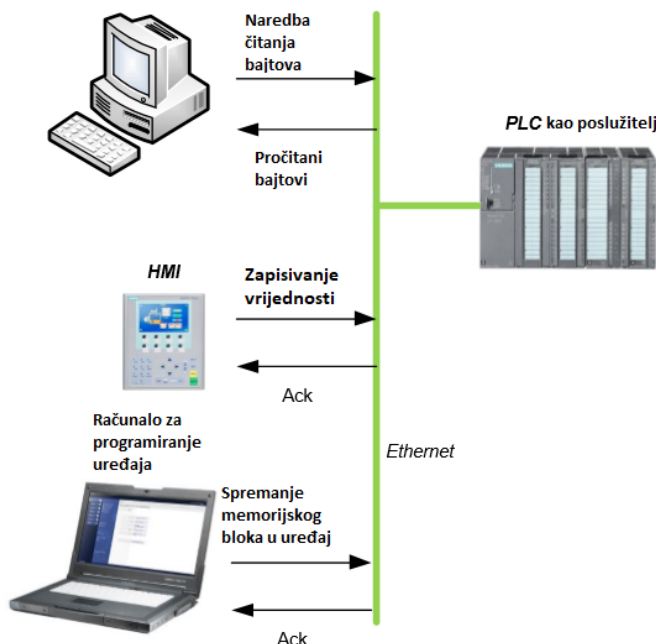 Naredba
čitanja
bajtova
PLC kao poslužitelj
Pročitani
bajtovi
SIEMENS
HMI
Zapisivanje
vrijednosti
Ack
Računalo za
programiranje
uređaja
Ethernet
Spremanje
memorijskog
bloka u uređaj
Ack